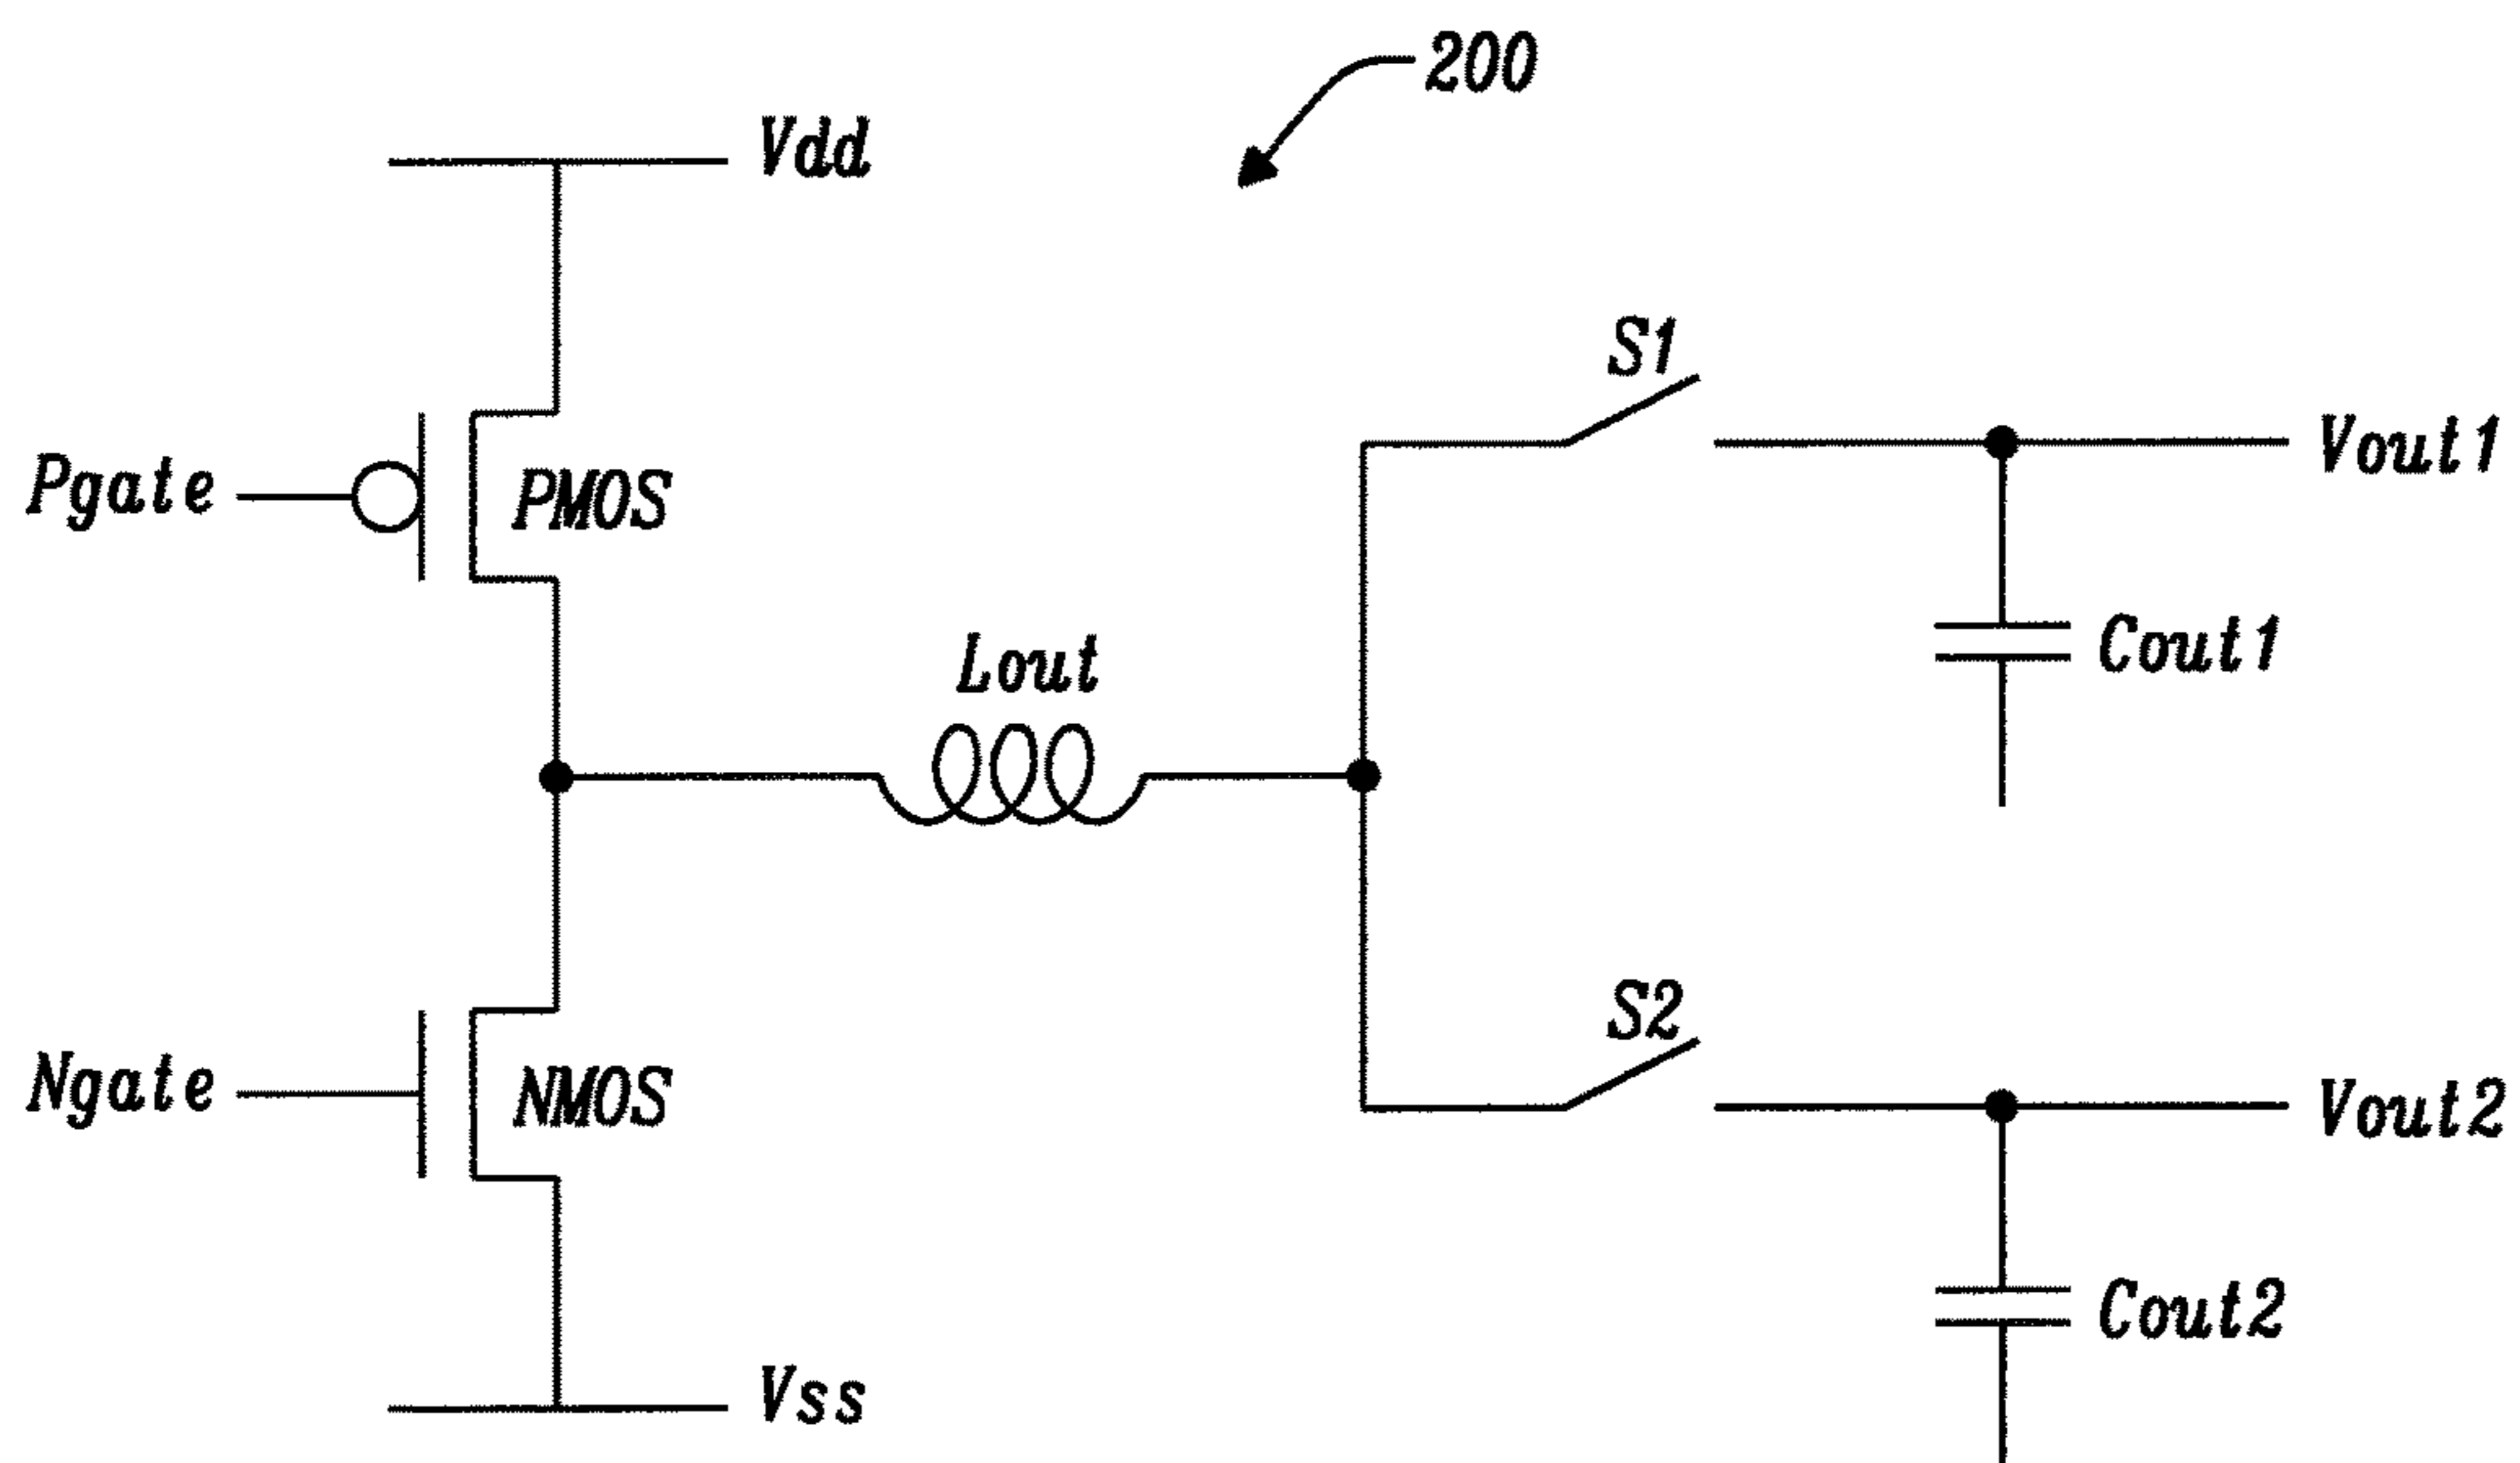 200
Vdd
S1
Vout1
Pgate
PMOS
Cout1
Lout
S2
Ngate
NMOS
Vout2
Cout2
Vss